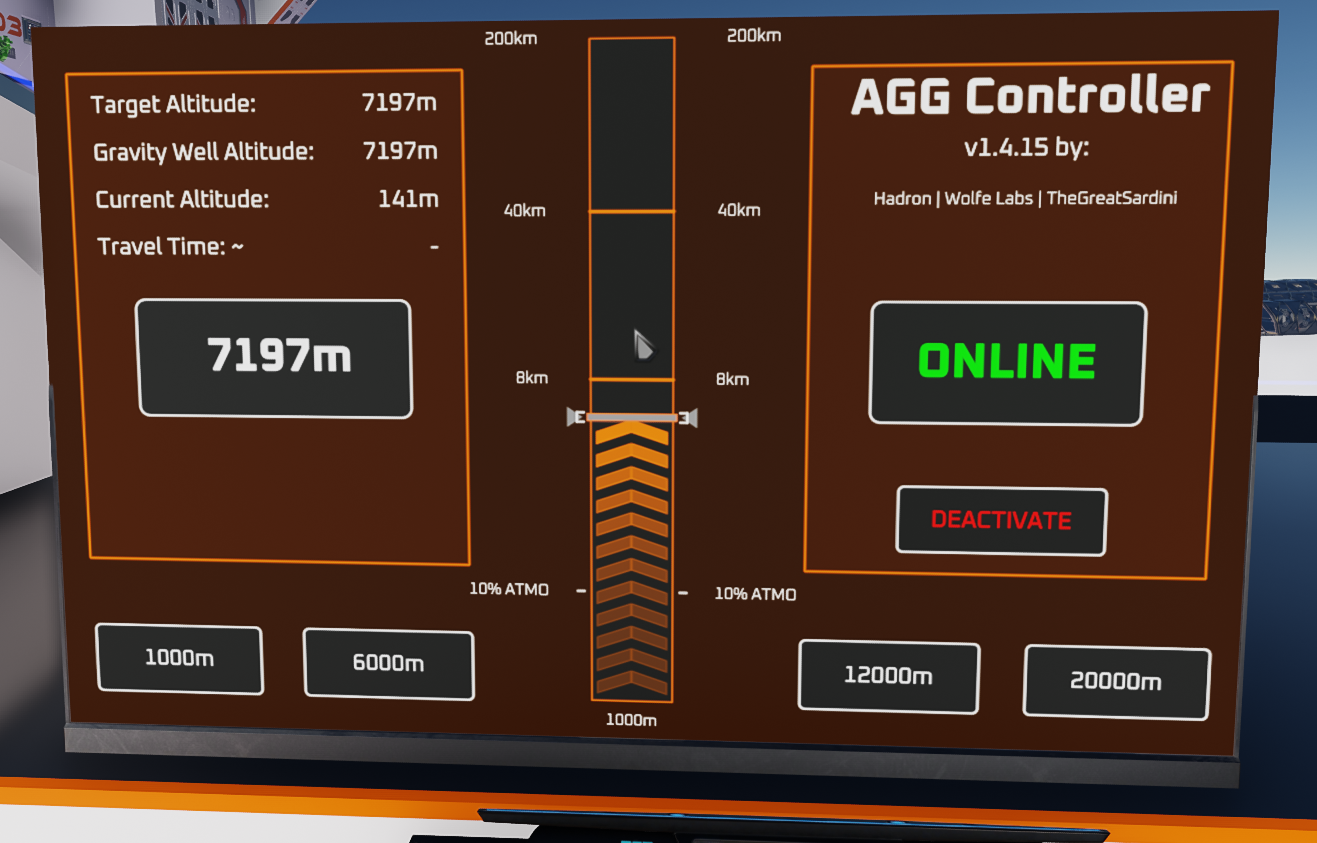 03
Target Altitude: 7197m
Gravity Well Altitude: 7197m
Current Altitude: 141m
Travel Time: ~ -
7197m
1000m
6000m
200km 200km
40km 40km
8km 8km
E 3
10% ATMO - - 10% ATMO
1000m
AGG Controller
v1.4.15 by:
Hadron | Wolfe Labs | TheGreatSardini
ONLINE
DEACTIVATE
12000m
20000m